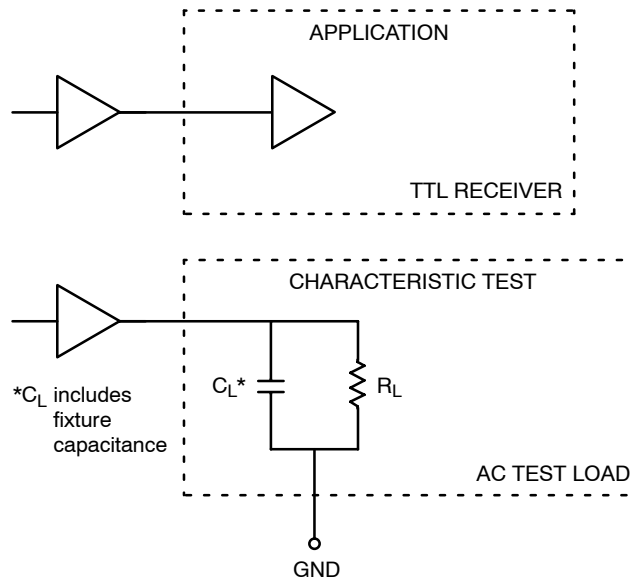 APPLICATION
TTL RECEIVER
CHARACTERISTIC TEST
*CL includes
fixture
capacitance
CL*
RL
AC TEST LOAD
GND